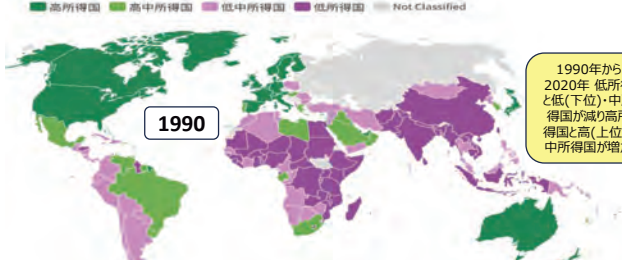 高所得国 高中所得国 低中所得国 低所得国 Not Classified
1990
1990年から
2020年 低所
と低(下位)・中
得国が減り高所
得国と高(上位
中所得国が増